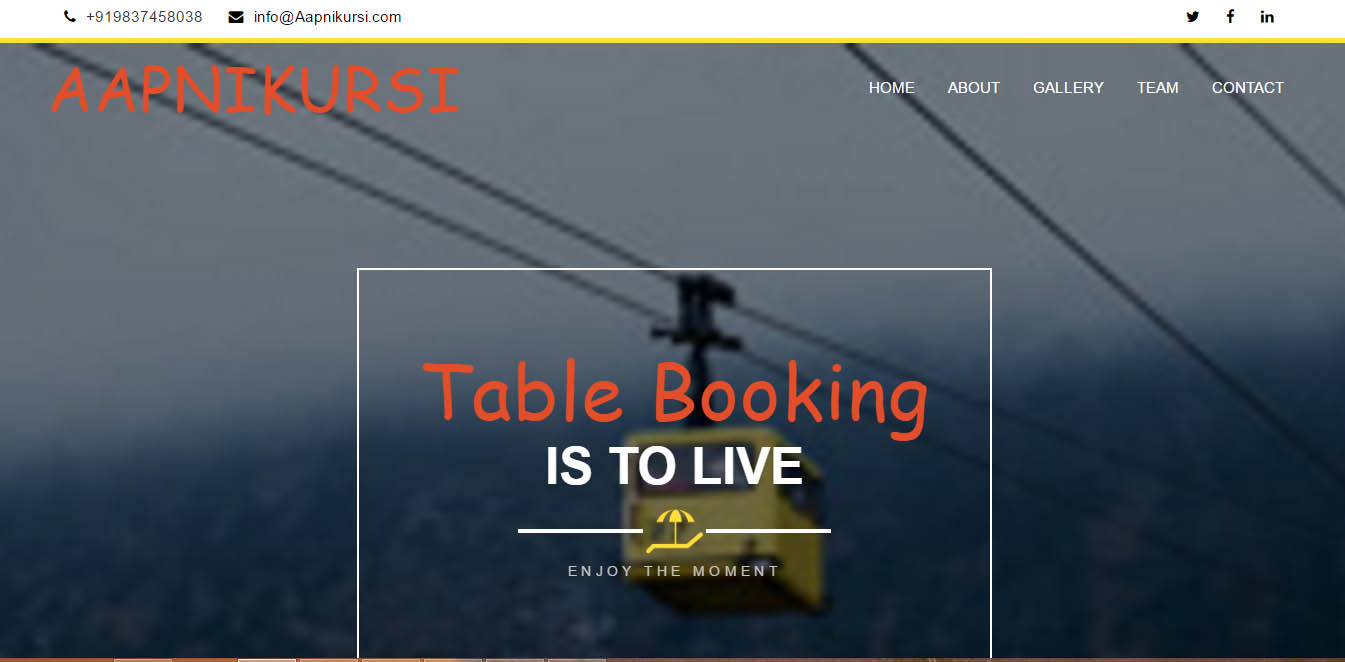 +919837458038 info@Aapnikursi.com
AAPNIKURSI
HOME ABOUT GALLERY TEAM CONTACT
Table Booking
IS TO LIVE
ENJOY THE MOMENT